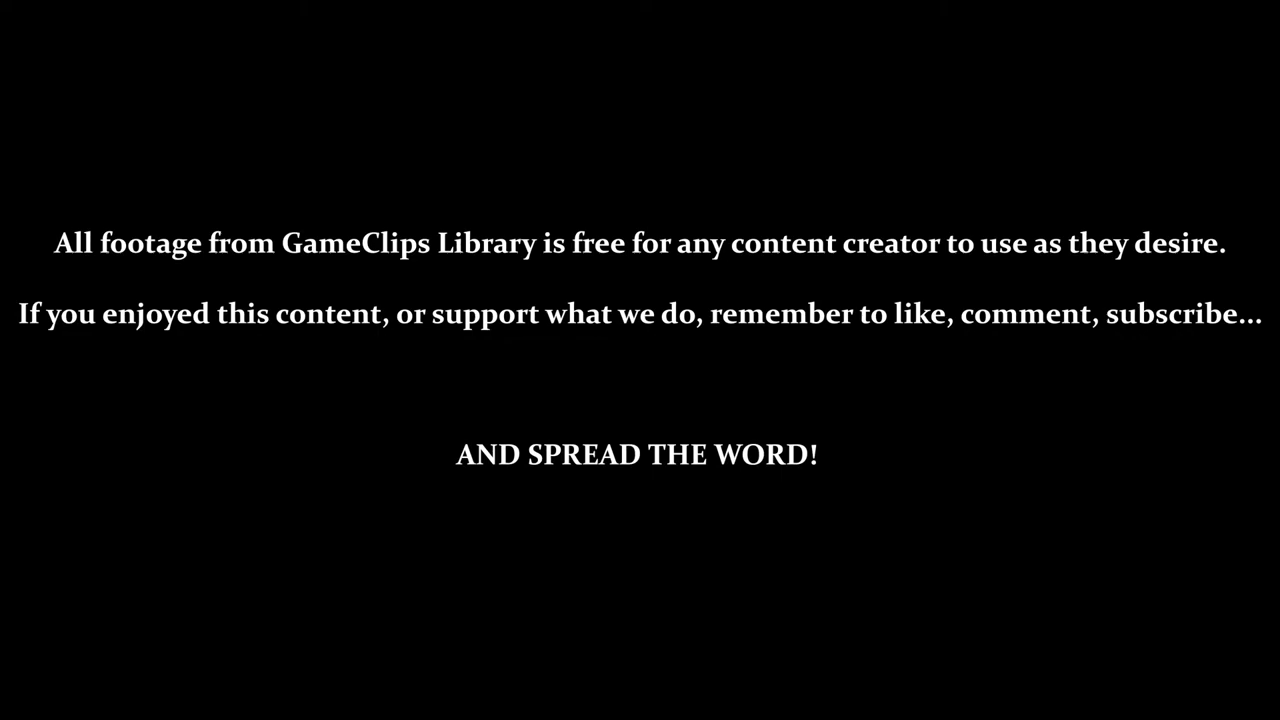 All footage from GameClips Library is free for any content creator to use as they desire.
If you enjoyed this content, or support what we do, remember to like, comment, subscribe...
AND SPREAD THE WORD!